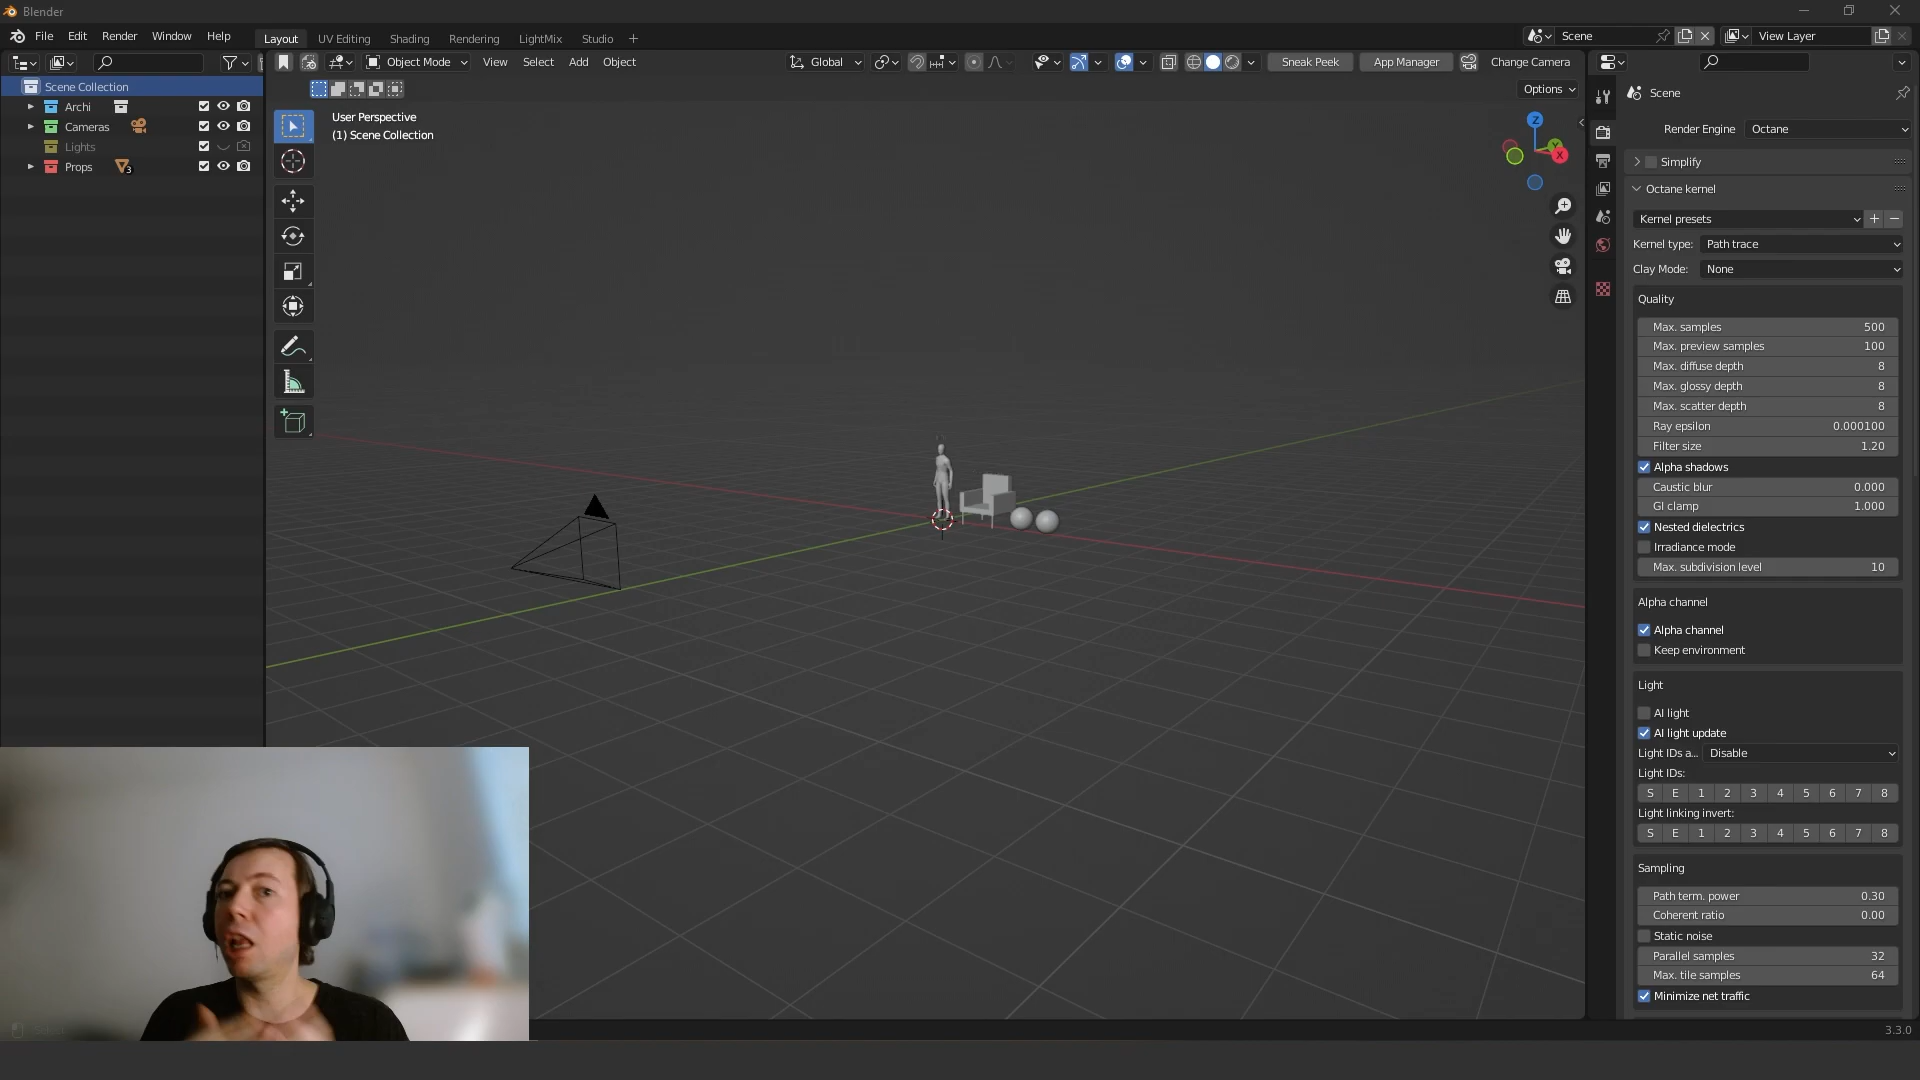 Blender
File Edit Render Window Help
Layout UV Editing Shading Rendering LightMix Studio +
Scene
View Layer
Object Mode View Select Add Object
Global
Sneak Peek App Manager Change Camera
Options
Scene Collection
Archi
Cameras
Lights
Props
3
User Perspective
(1) Scene Collection
Z
Y
X
Scene
Render Engine Octane
Simplify
Octane kernel
Kernel presets
Kernel type: Path trace
Clay Mode: None
Quality
Max. samples 500
Max. preview samples 100
Max. diffuse depth 8
Max. glossy depth 8
Max. scatter depth 8
Ray epsilon 0.000100
Filter size 1.20
Alpha shadows
Caustic blur 0.000
GI clamp 1.000
Nested dielectrics
Irradiance mode
Max. subdivision level 10
Alpha channel
Alpha channel
Keep environment
Light
AI light
AI light update
Light IDs a... Disable
Light IDs:
S E 1 2 3 4 5 6 7 8
Light linking invert:
S E 1 2 3 4 5 6 7 8
Sampling
Path term. power 0.30
Coherent ratio 0.00
Static noise
Parallel samples 32
Max. tile samples 64
Minimize net traffic
3.3.0